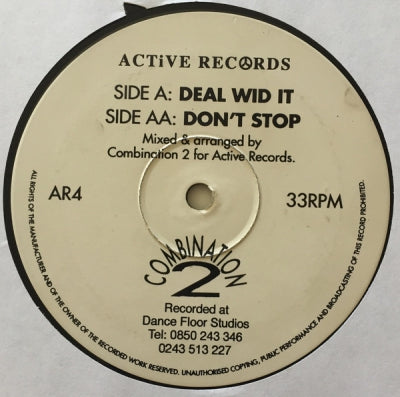 ACTiVE RECORDS
SIDE A: DEAL WID IT
SIDE AA: DON'T STOP
Mixed & arranged by
Combination 2 for Active Records.
AR4
33RPM
COMBINATION
2
Recorded at
Dance Floor Studios
Tel: 0850 243 346
0243 513 227
ALL RIGHTS OF THE MANUFACTURER AND OF THE OWNER OF THE RECORDED WORK RESERVED. UNAUTHORISED COPYING, PUBLIC PERFORMANCE AND BROADCASTING OF THIS RECORD PROHIBITED.